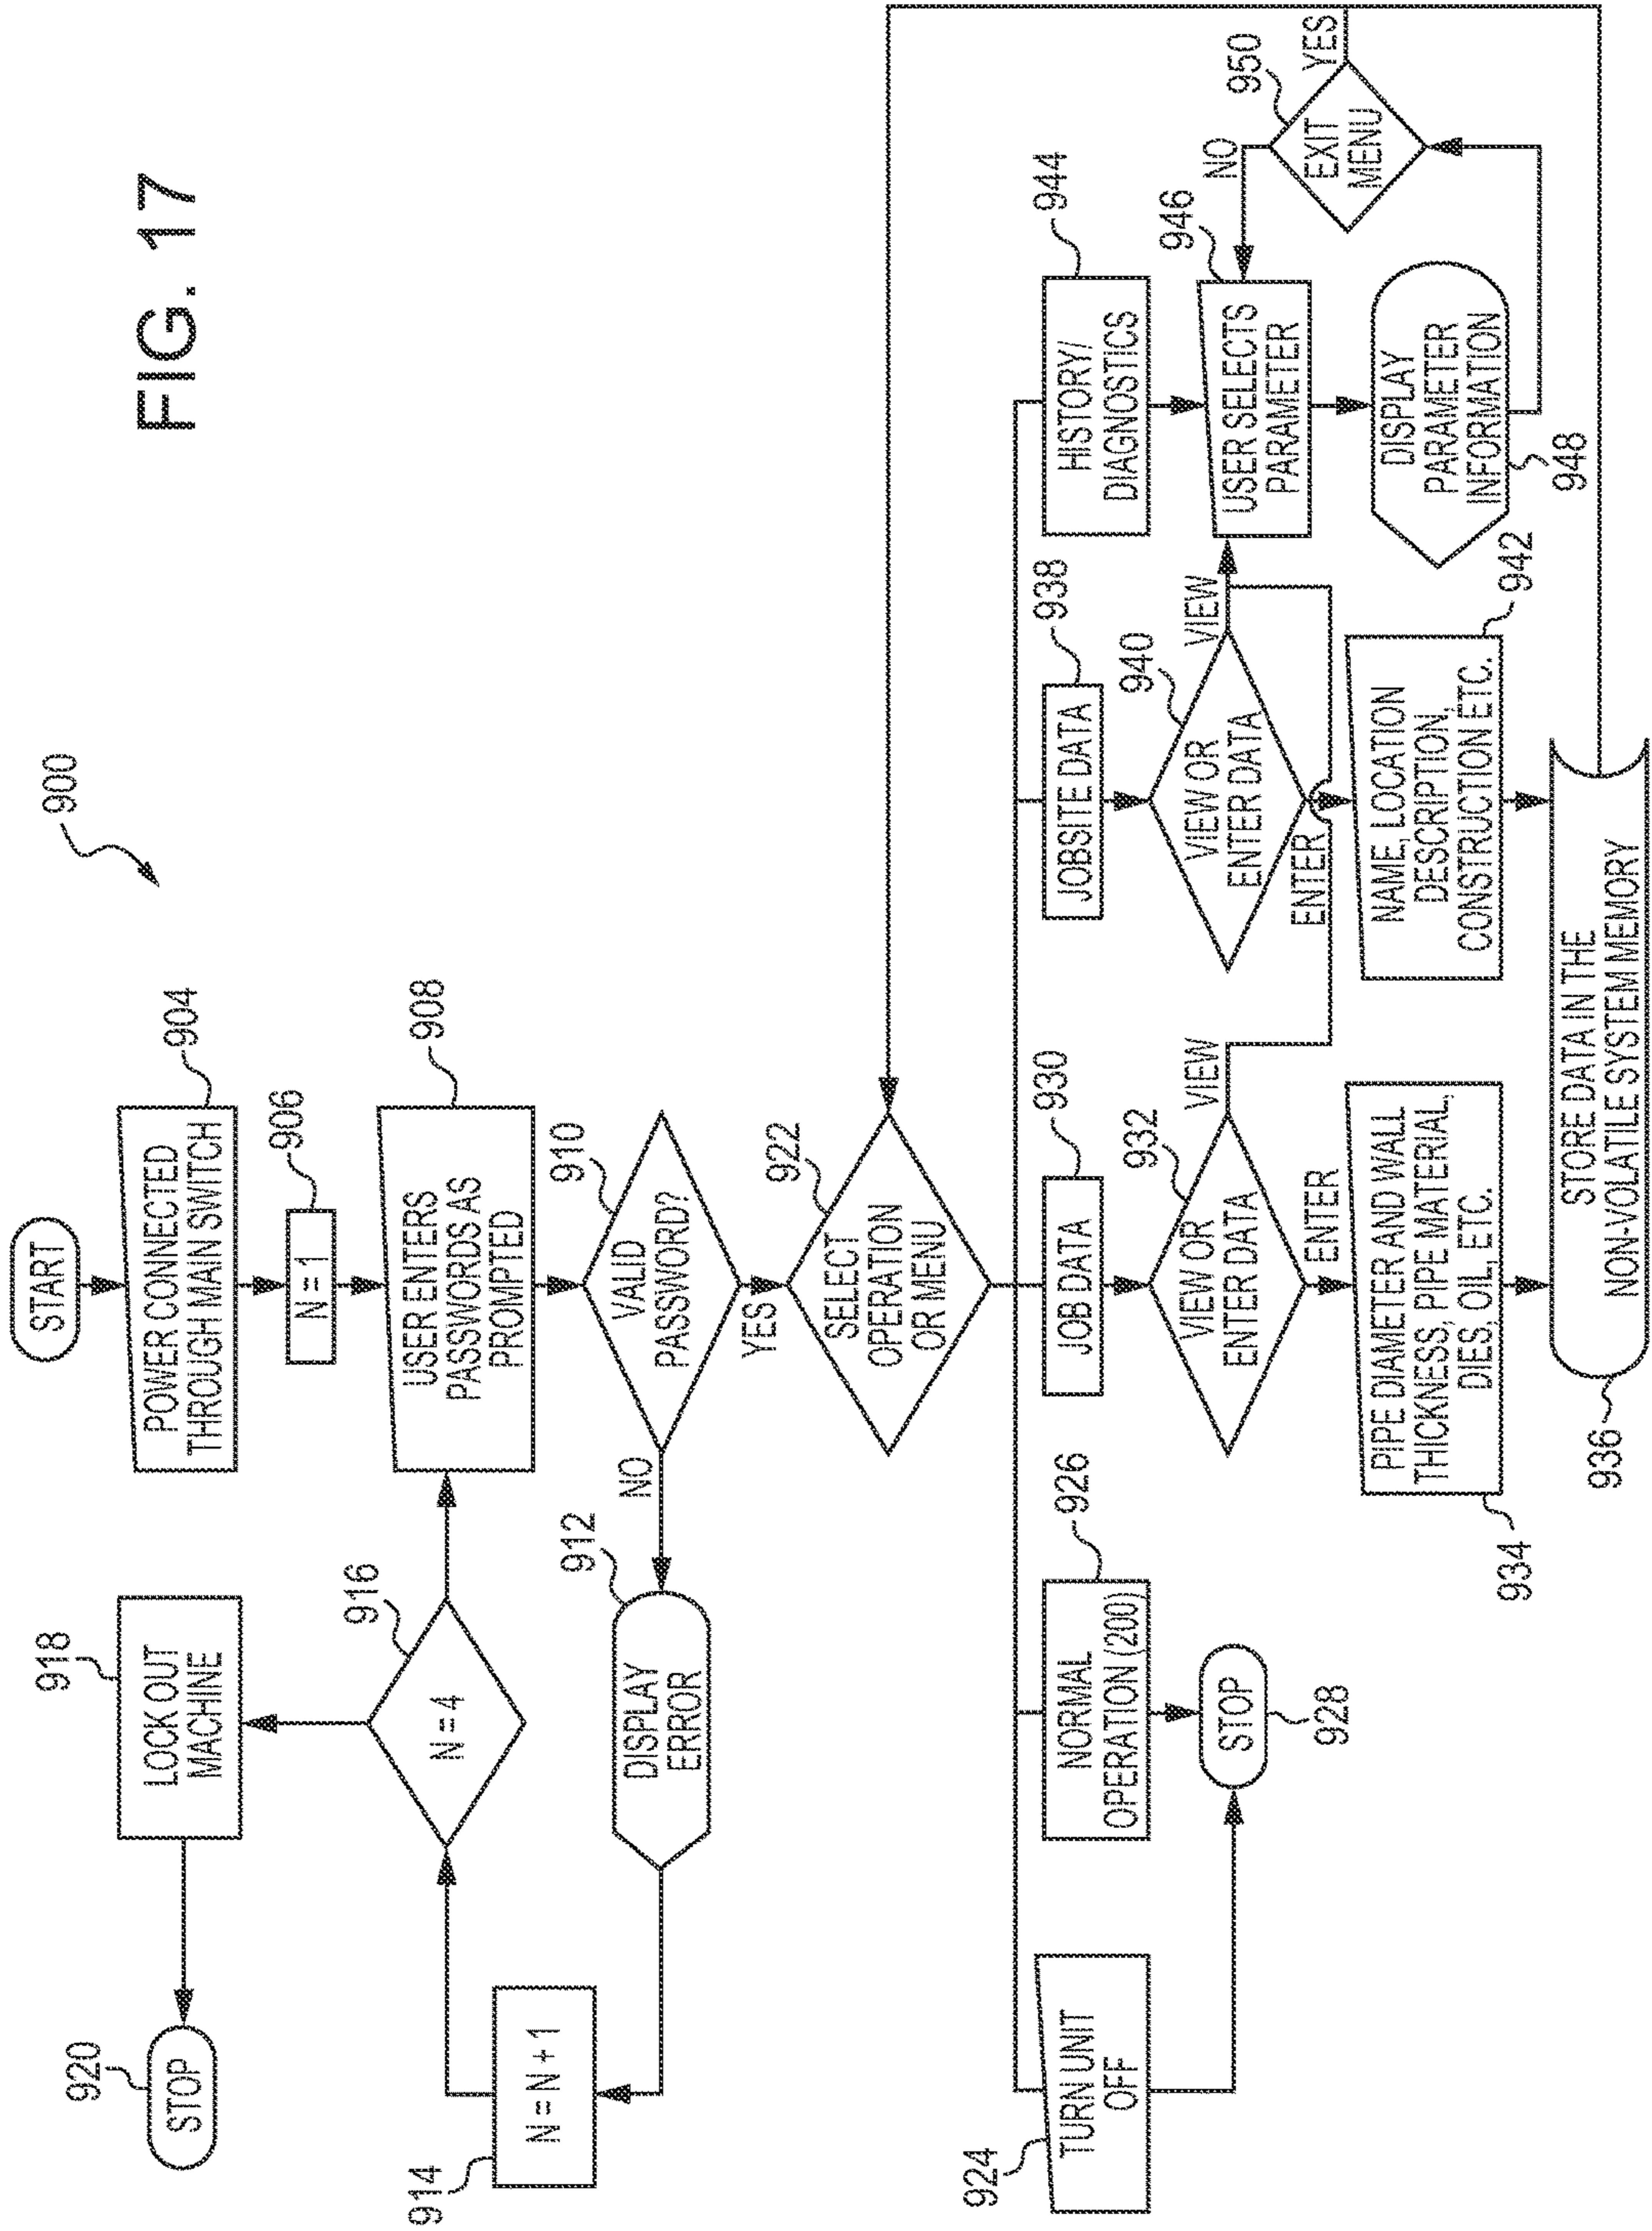 FIG. 17
900
START
POWER CONNECTED
THROUGH MAIN SWITCH
904
N = 1
906
USER ENTERS
PASSWORDS AS
PROMPTED
908
VALID
PASSWORD?
910
NO
YES
DISPLAY
ERROR
912
N = N + 1
914
N = 4
916
LOCK OUT
MACHINE
918
STOP
920
SELECT
OPERATION
OR MENU
922
TURN UNIT
OFF
924
NORMAL
OPERATION (200)
926
STOP
928
JOB DATA
930
VIEW OR
ENTER DATA
932
VIEW
ENTER
PIPE DIAMETER AND WALL
THICKNESS, PIPE MATERIAL,
DIES, OIL, ETC.
934
STORE DATA IN THE
NON-VOLATILE SYSTEM MEMORY
936
JOBSITE DATA
938
VIEW OR
ENTER DATA
940
VIEW
ENTER
NAME, LOCATION
DESCRIPTION,
CONSTRUCTION ETC.
942
HISTORY/
DIAGNOSTICS
944
USER SELECTS
PARAMETER
946
DISPLAY
PARAMETER
INFORMATION
948
EXIT
MENU
950
NO
YES